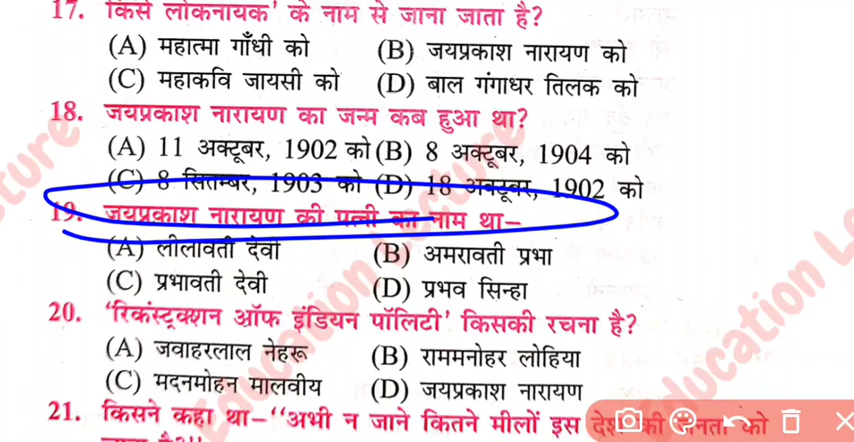 17. किसे लोकनायक' के नाम से जाना जाता है?
(A) महात्मा गाँधी को (B) जयप्रकाश नारायण को
(C) महाकवि जायसी को (D) बाल गंगाधर तिलक को
18. जयप्रकाश नारायण का जन्म कब हुआ था?
(A) 11 अक्टूबर, 1902 को (B) 8 अक्टूबर, 1904 को
(C) 8 सितम्बर, 1903 को (D) 18 अक्टूबर, 1902 को
19. जयप्रकाश नारायण की पत्नी का नाम था–
(A) लीलावती देवी (B) अमरावती प्रभा
(C) प्रभावती देवी (D) प्रभव सिन्हा
20. 'रिकंस्ट्रक्शन ऑफ इंडियन पॉलिटी' किसकी रचना है?
(A) जवाहरलाल नेहरू (B) राममनोहर लोहिया
(C) मदनमोहन मालवीय (D) जयप्रकाश नारायण
21. किसने कहा था–"अभी न जाने कितने मीलों इस देश की जनता को
Education Lecture